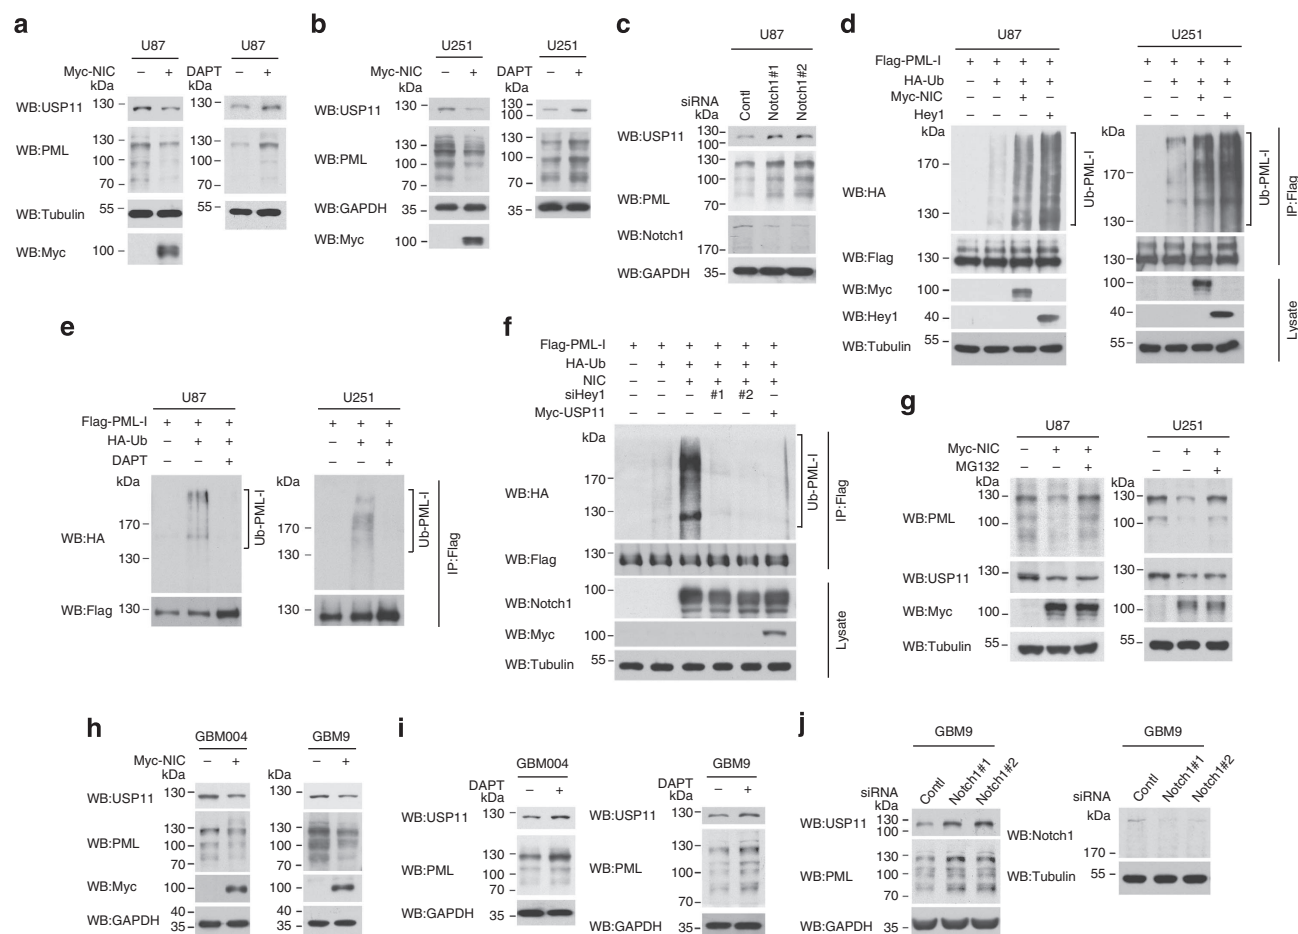 a
U87 U87
Myc-NIC – + DAPT – +
kDa kDa
WB:USP11 130 130
WB:PML 130 100 70 130 100 70
WB:Tubulin 55 55
WB:Myc 100
b
U251 U251
Myc-NIC – + DAPT – +
kDa kDa
WB:USP11 130 130 100
WB:PML 130 100 70 130 100 70
WB:GAPDH 35 35
WB:Myc 100
c
U87
siRNA Contl Notch1#1 Notch1#2
kDa
WB:USP11 130 100
WB:PML 130 100 70
WB:Notch1 170
WB:GAPDH 35
d
U87 U251
Flag-PML-I + + + + + + + +
HA-Ub – + + + – + + +
Myc-NIC – – + – – – + –
Hey1 – – – + – – – +
kDa kDa
WB:HA 170 130 Ub-PML-I 170 130 Ub-PML-I
WB:Flag 130 130
IP:Flag
WB:Myc 100 100
WB:Hey1 40 40
WB:Tubulin 55 55
Lysate
e
U87 U251
Flag-PML-I + + + + + +
HA-Ub – + + – + +
DAPT – – + – – +
kDa kDa
WB:HA 170 130 Ub-PML-I 170 130 Ub-PML-I
WB:Flag 130 130
IP:Flag
f
Flag-PML-I + + + + + +
HA-Ub – + + + + +
NIC – – + + + +
siHey1 – – – #1 #2 –
Myc-USP11 – – – – – +
kDa
WB:HA 170 130 Ub-PML-I
WB:Flag 130
IP:Flag
WB:Notch1 100
WB:Myc 100
WB:Tubulin 55
Lysate
g
U87 U251
Myc-NIC – + + – + +
MG132 – – + – – +
kDa kDa
WB:PML 130 100 130 100
WB:USP11 130 130
WB:Myc 100 100
WB:Tubulin 55 55
h
GBM004 GBM9
Myc-NIC – + – +
kDa kDa
WB:USP11 130 130
WB:PML 130 100 70 130 100 70
WB:Myc 100 100
WB:GAPDH 40 35 40 35
i
GBM004 GBM9
DAPT – + DAPT – +
kDa kDa
WB:USP11 130 WB:USP11 130
WB:PML 130 100 70 WB:PML 130 100 70
WB:GAPDH 35 WB:GAPDH 35
j
GBM9 GBM9
siRNA Contl Notch1#1 Notch1#2 siRNA Contl Notch1#1 Notch1#2
kDa kDa
WB:USP11 130 100 WB:Notch1 170
WB:PML 130 100 70 WB:Tubulin 55
WB:GAPDH 35